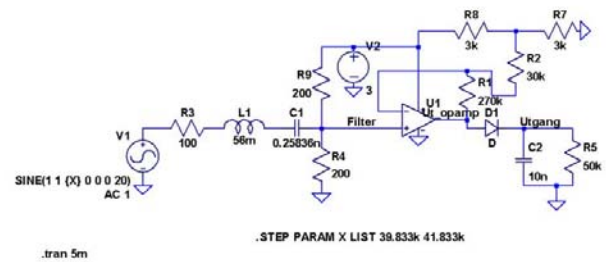 R8
3k
R7
3k
V2
3
R9
200
R2
30k
R1
270k
U1
Ut_opamp
D1
D
Utgang
R3
100
L1
56m
C1
0.25836n
Filter
R4
200
C2
10n
R5
50k
V1
SINE(1 1 {X} 0 0 0 20)
AC 1
.STEP PARAM X LIST 39.833k 41.833k
.tran 5m